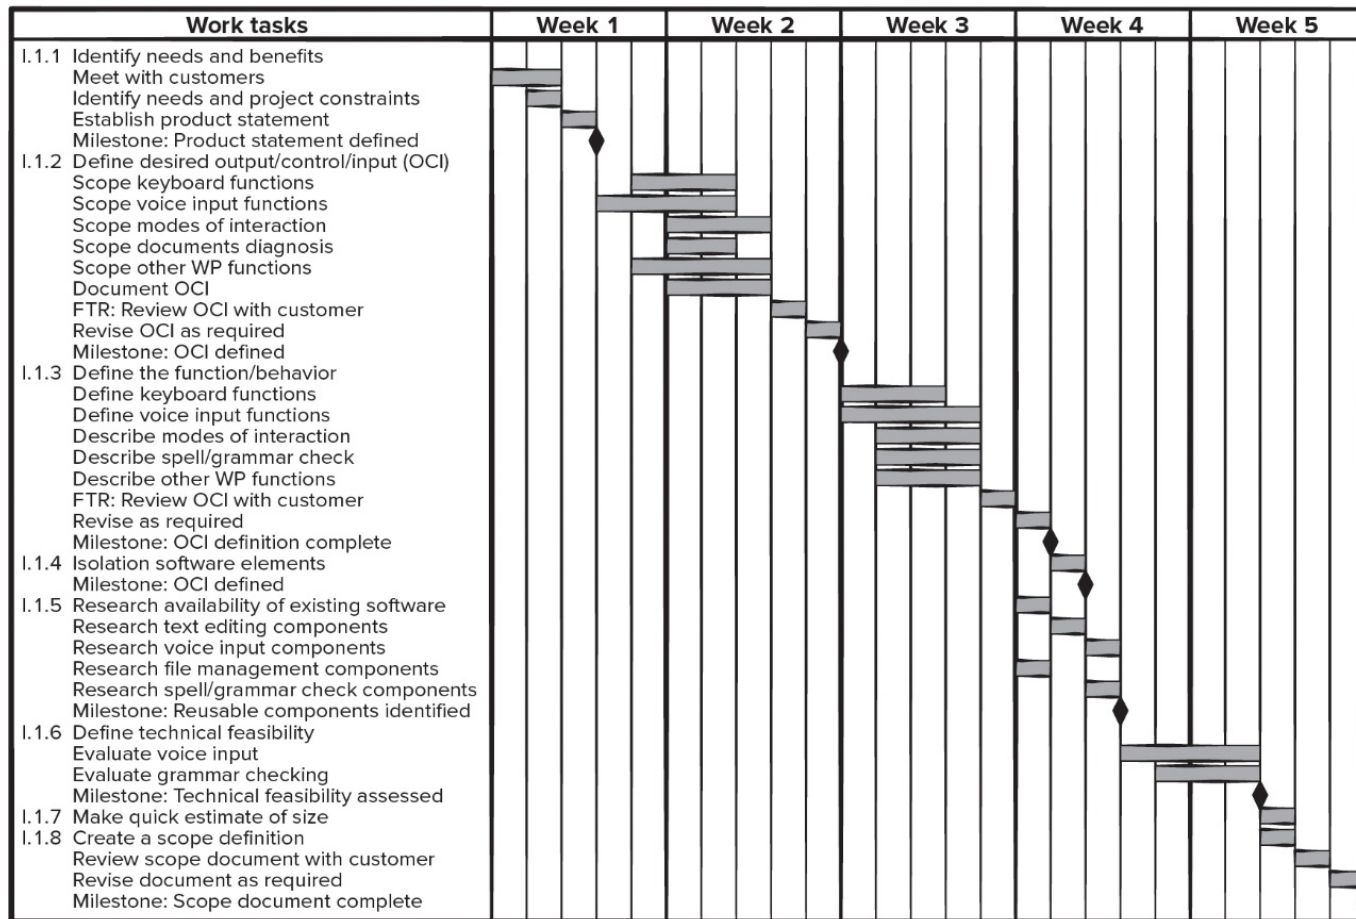 Work tasks Week 1 Week 2 Week 3 Week 4 Week 5
I.1.1 Identify needs and benefits
Meet with customers
Identify needs and project constraints
Establish product statement
Milestone: Product statement defined
I.1.2 Define desired output/control/input (OCI)
Scope keyboard functions
Scope voice input functions
Scope modes of interaction
Scope documents diagnosis
Scope other WP functions
Document OCI
FTR: Review OCI with customer
Revise OCI as required
Milestone: OCI defined
I.1.3 Define the function/behavior
Define keyboard functions
Define voice input functions
Describe modes of interaction
Describe spell/grammar check
Describe other WP functions
FTR: Review OCI with customer
Revise as required
Milestone: OCI definition complete
I.1.4 Isolation software elements
Milestone: OCI defined
I.1.5 Research availability of existing software
Research text editing components
Research voice input components
Research file management components
Research spell/grammar check components
Milestone: Reusable components identified
I.1.6 Define technical feasibility
Evaluate voice input
Evaluate grammar checking
Milestone: Technical feasibility assessed
I.1.7 Make quick estimate of size
I.1.8 Create a scope definition
Review scope document with customer
Revise document as required
Milestone: Scope document complete